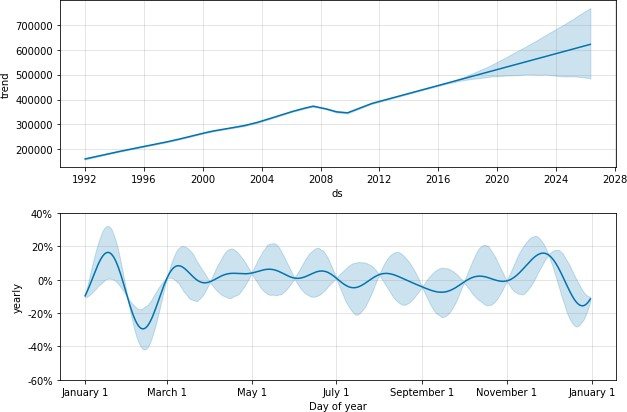 700000
600000
500000
400000
300000
200000
trend
1992 1996 2000 2004 2008 2012 2016 2020 2024 2028
ds
40%
20%
0%
-20%
-40%
-60%
yearly
January 1 March 1 May 1 July 1 September 1 November 1 January 1
Day of year